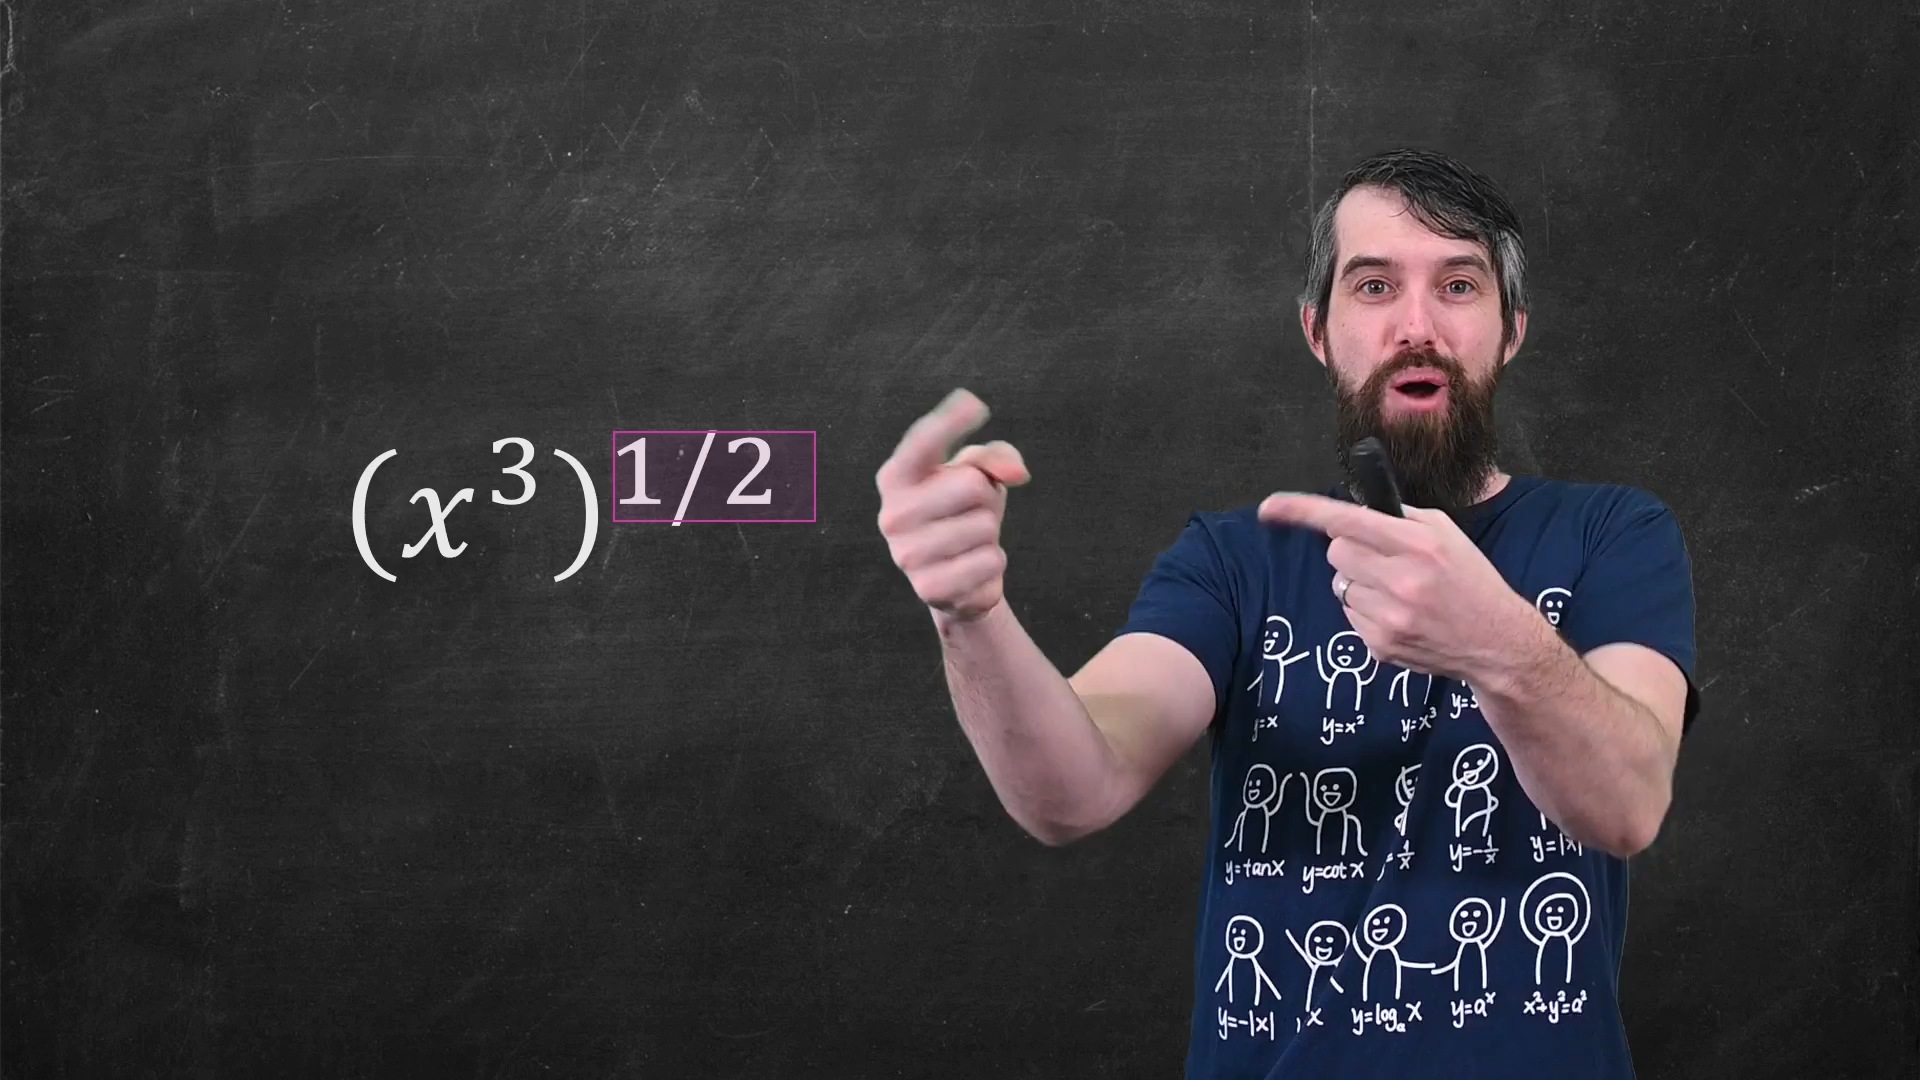 (x³)^{1/2}
y=x y=x² y=x³
y=tanx y=cotx y=-1/x y=|x|
y=-|x| x y=logₐx y=aˣ x²+y²=a²